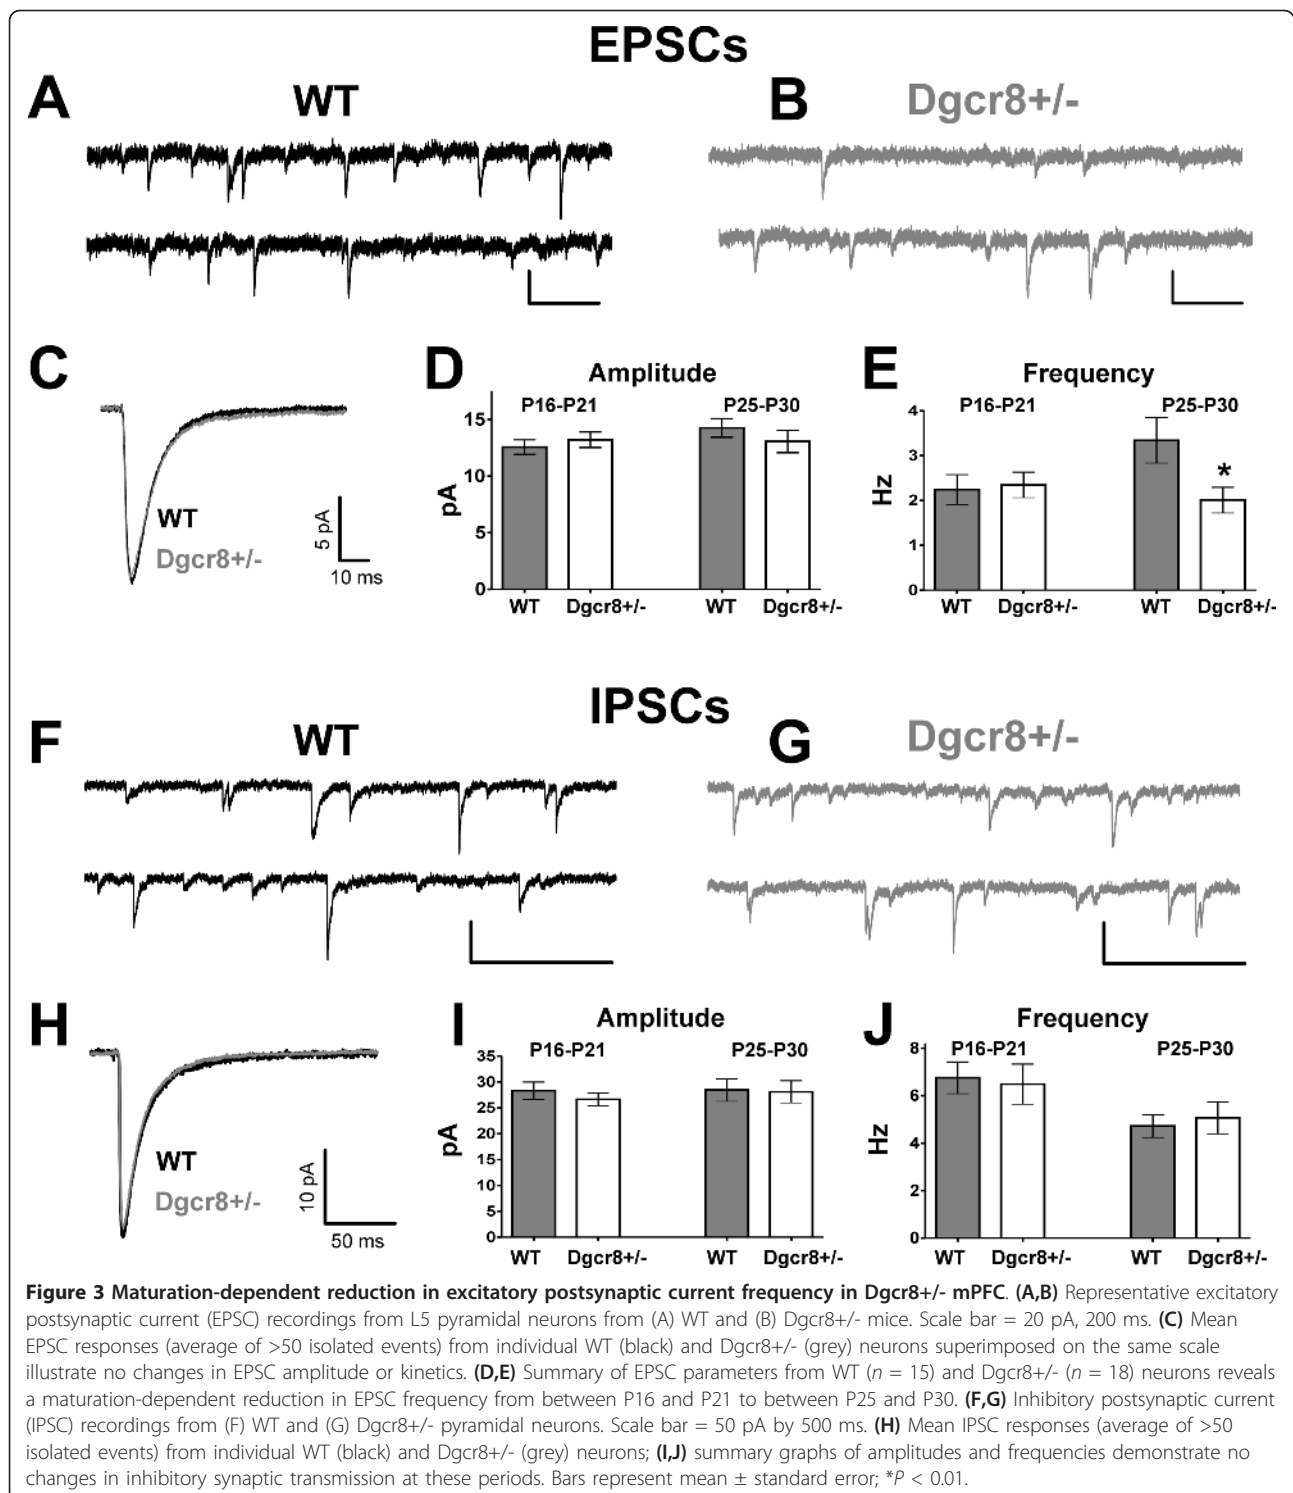 EPSCs
A
WT
B
Dgcr8+/-
C
WT
Dgcr8+/-
5 pA
10 ms
D
Amplitude
P16-P21
P25-P30
pA
15
10
5
0
WT
Dgcr8+/-
WT
Dgcr8+/-
E
Frequency
P16-P21
P25-P30
Hz
4
3
2
1
0
*
WT
Dgcr8+/-
WT
Dgcr8+/-
IPSCs
F
WT
G
Dgcr8+/-
H
WT
Dgcr8+/-
10 pA
50 ms
I
Amplitude
P16-P21
P25-P30
pA
35
30
25
20
15
10
5
0
WT
Dgcr8+/-
WT
Dgcr8+/-
J
Frequency
P16-P21
P25-P30
Hz
8
6
4
2
0
WT
Dgcr8+/-
WT
Dgcr8+/-
Figure 3 Maturation-dependent reduction in excitatory postsynaptic current frequency in Dgcr8+/- mPFC. (A,B) Representative excitatory
postsynaptic current (EPSC) recordings from L5 pyramidal neurons from (A) WT and (B) Dgcr8+/- mice. Scale bar = 20 pA, 200 ms. (C) Mean
EPSC responses (average of >50 isolated events) from individual WT (black) and Dgcr8+/- (grey) neurons superimposed on the same scale
illustrate no changes in EPSC amplitude or kinetics. (D,E) Summary of EPSC parameters from WT (n = 15) and Dgcr8+/- (n = 18) neurons reveals
a maturation-dependent reduction in EPSC frequency from between P16 and P21 to between P25 and P30. (F,G) Inhibitory postsynaptic current
(IPSC) recordings from (F) WT and (G) Dgcr8+/- pyramidal neurons. Scale bar = 50 pA by 500 ms. (H) Mean IPSC responses (average of >50
isolated events) from individual WT (black) and Dgcr8+/- (grey) neurons; (I,J) summary graphs of amplitudes and frequencies demonstrate no
changes in inhibitory synaptic transmission at these periods. Bars represent mean ± standard error; *P < 0.01.